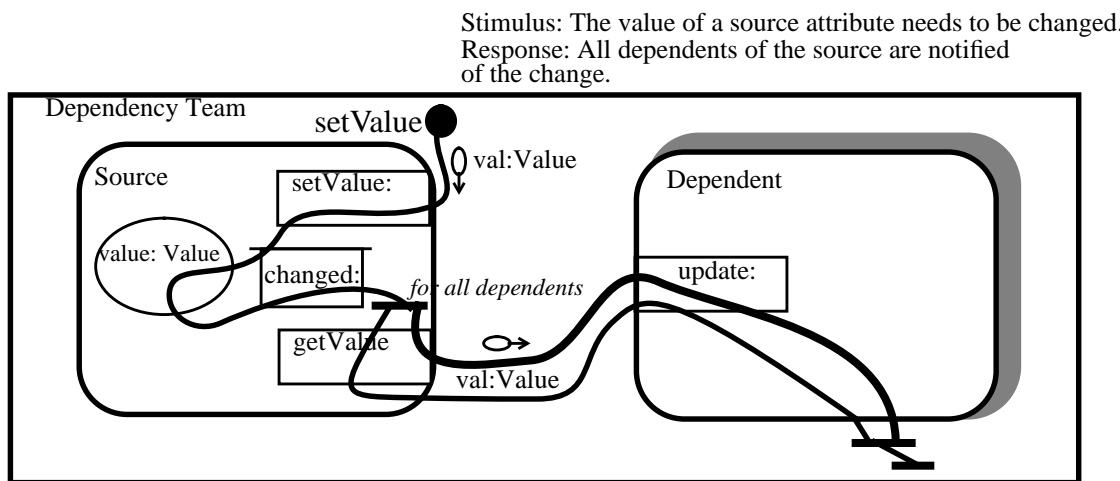 Stimulus: The value of a source attribute needs to be changed.
Response: All dependents of the source are notified
of the change.
Dependency Team
setValue
val:Value
Source
setValue:
Dependent
value: Value
changed:
for all dependents
update:
getValue
val:Value